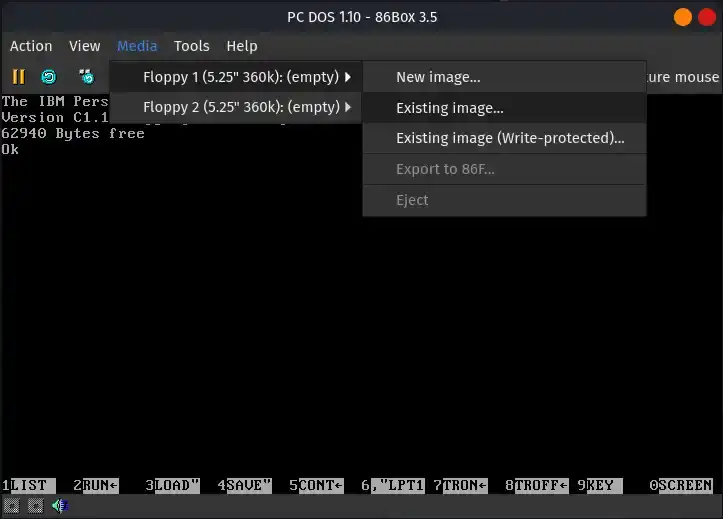 PC DOS 1.10 - 86Box 3.5
Action View Media Tools Help
Floppy 1 (5.25" 360k): (empty)
Floppy 2 (5.25" 360k): (empty)
New image...
Existing image...
Existing image (Write-protected)...
Export to 86F...
Eject
mouse
The IBM Pers
Version C1.1
62940 Bytes free
Ok
1LIST 2RUN← 3LOAD" 4SAVE" 5CONT← 6,"LPT1 7TRON← 8TROFF← 9KEY 0SCREEN